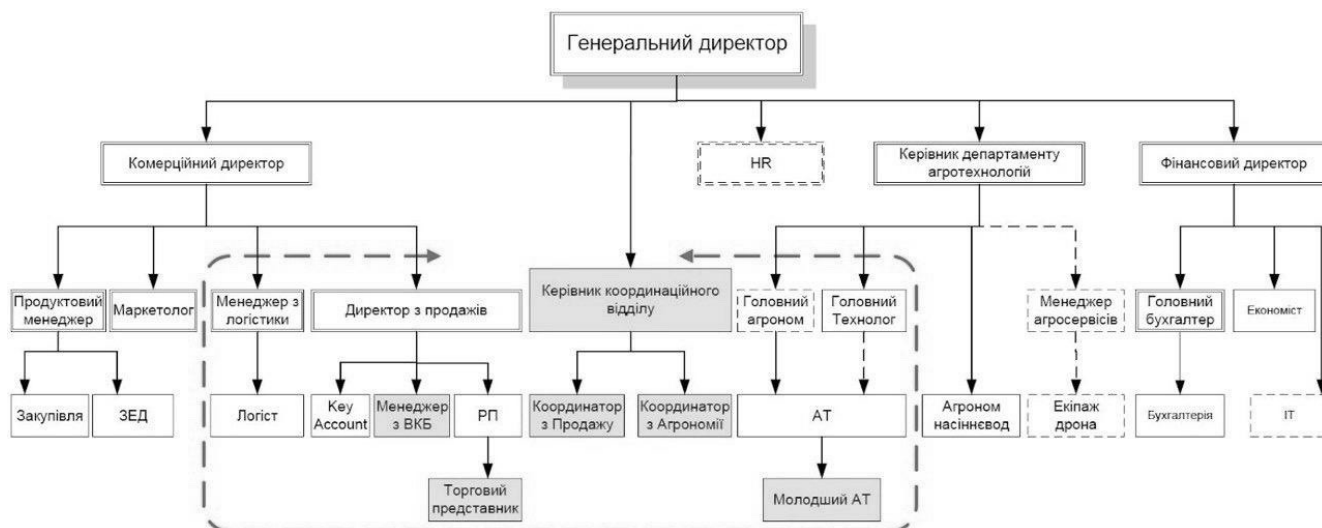 Генеральний директор
Комерційний директор
HR
Керівник департаменту
агротехнологій
Фінансовий директор
Продуктовий
менеджер
Маркетолог
Менеджер з
логістики
Директор з продажів
Керівник координаційного
відділу
Головний
агроном
Головний
Технолог
Менеджер
агросервісів
Головний
бухгалтер
Економіст
Закупівля
ЗЕД
Логіст
Key
Account
Менеджер
з ВКБ
РП
Координатор
з Продажу
Координатор
з Агрономії
АТ
Агроном
насіннєвод
Екіпаж
дрона
Бухгалтерія
ІТ
Торговий
представник
Молодший АТ